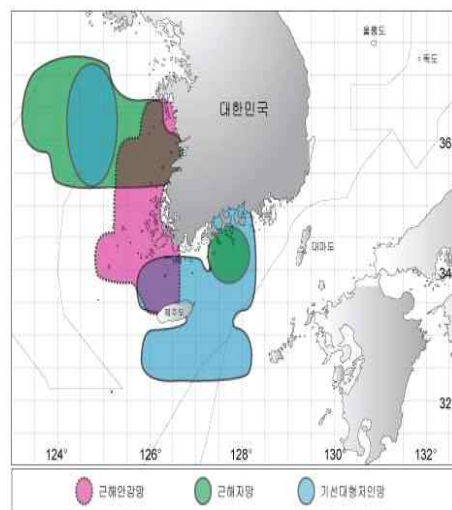 울릉도
독도
대한민국
36
대마도
34
제주도
32
124° 126° 128° 130° 132°
근해안강망 근해자망 기선대형저인망